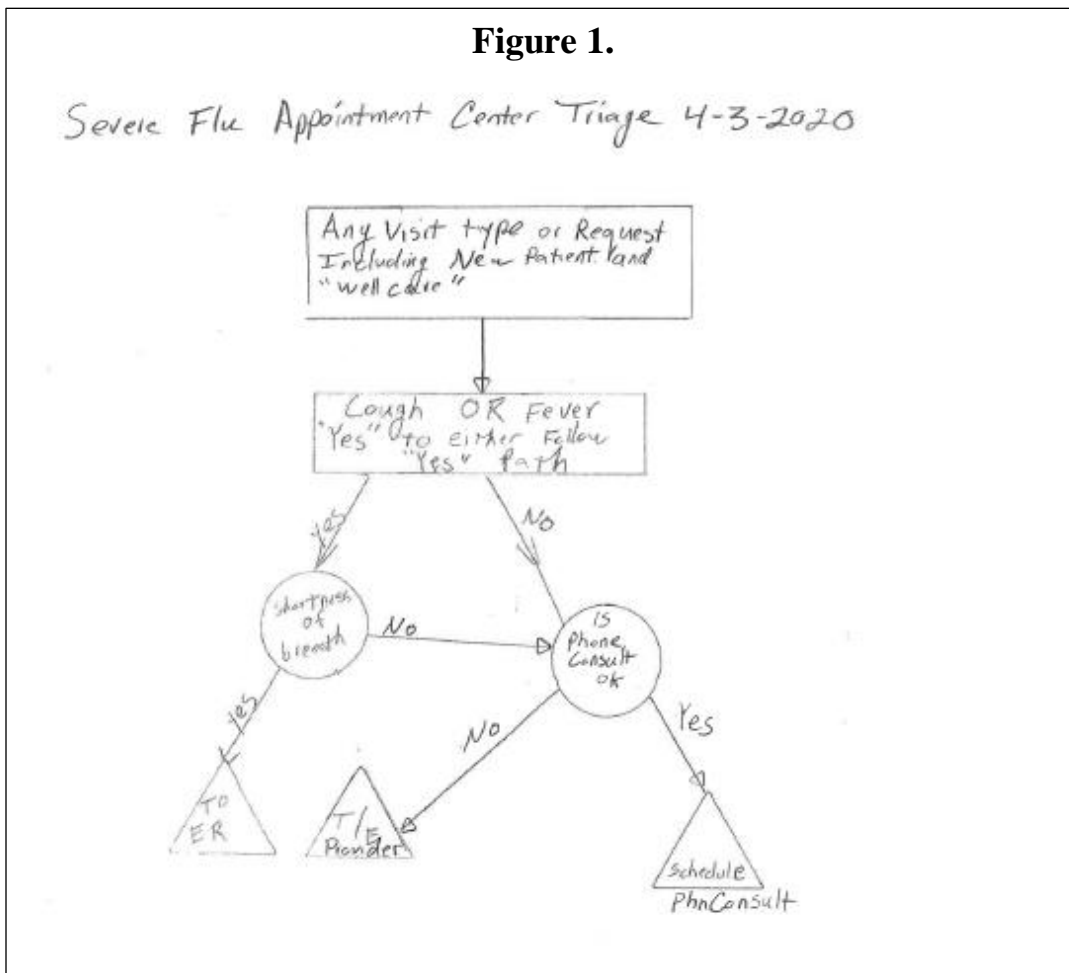 Figure 1.
Severe Flu Appointment Center Triage 4-3-2020
Any Visit type or Request
Including New Patient and
"well care"
Cough OR Fever
"Yes" to either Follow
"Yes" Path
Yes
No
shortness
of
breath
No
is
Phone
Consult
ok
Yes
No
Yes
TO
ER
T/E
Provider
schedule
PhnConsult